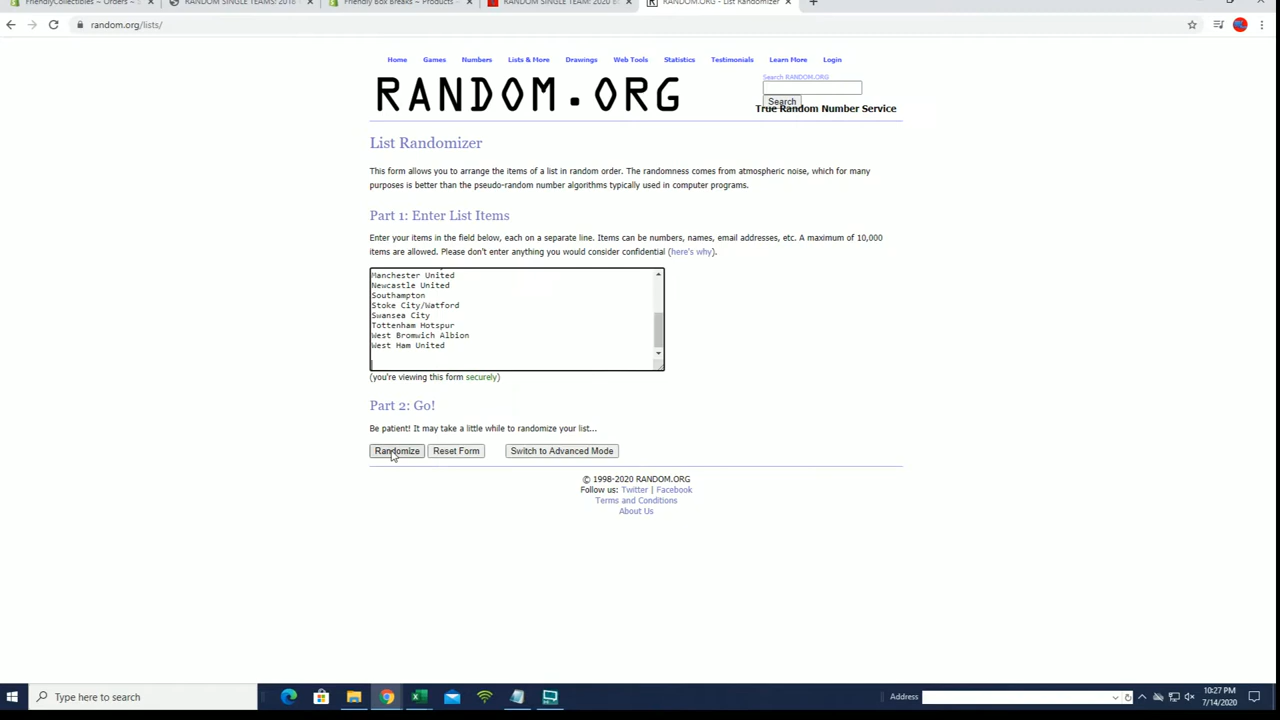 FriendlyCollectibles – Orders –
RANDOM SINGLE TEAMS: 2018
Friendly Box Breaks – Products –
RANDOM SINGLE TEAM: 2020
RANDOM.ORG - List Randomizer
random.org/lists/
Home Games Numbers Lists & More Drawings Web Tools Statistics Testimonials Learn More Login
RANDOM.ORG
Search RANDOM.ORG
Search
True Random Number Service
List Randomizer
This form allows you to arrange the items of a list in random order. The randomness comes from atmospheric noise, which for many
purposes is better than the pseudo-random number algorithms typically used in computer programs.
Part 1: Enter List Items
Enter your items in the field below, each on a separate line. Items can be numbers, names, email addresses, etc. A maximum of 10,000
items are allowed. Please don't enter anything you would consider confidential (here's why).
Manchester United
Newcastle United
Southampton
Stoke City/Watford
Swansea City
Tottenham Hotspur
West Bromwich Albion
West Ham United
(you're viewing this form securely)
Part 2: Go!
Be patient! It may take a little while to randomize your list...
Randomize Reset Form Switch to Advanced Mode
© 1998-2020 RANDOM.ORG
Follow us: Twitter | Facebook
Terms and Conditions
About Us
Type here to search
Address
10:27 PM
7/14/2020